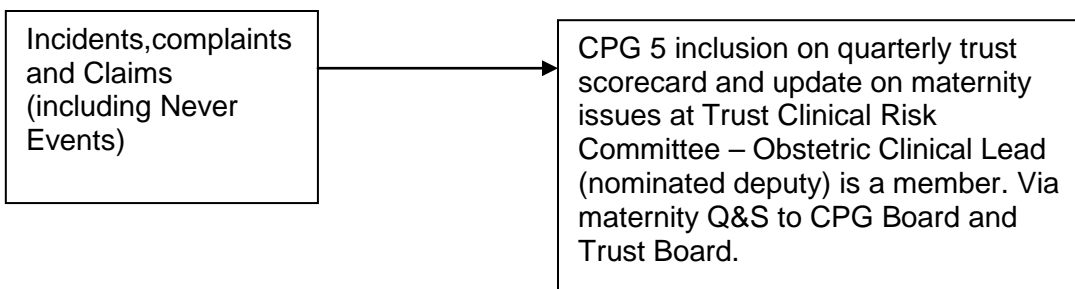 Incidents,complaints
and Claims
(including Never
Events)
CPG 5 inclusion on quarterly trust
scorecard and update on maternity
issues at Trust Clinical Risk
Committee – Obstetric Clinical Lead
(nominated deputy) is a member. Via
maternity Q&S to CPG Board and
Trust Board.